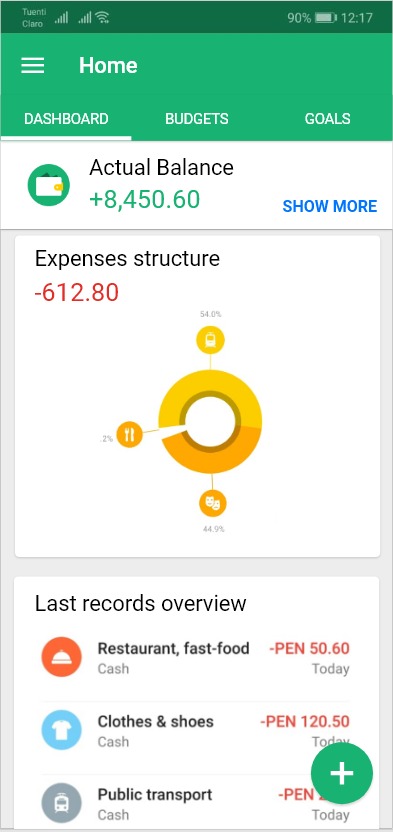 Tuenti
Claro
90% 12:17
Home
DASHBOARD BUDGETS GOALS
Actual Balance
+8,450.60
SHOW MORE
Expenses structure
-612.80
54.0%
.2%
44.9%
Last records overview
Restaurant, fast-food -PEN 50.60
Cash Today
Clothes & shoes -PEN 120.50
Cash Today
Public transport -PEN
Cash